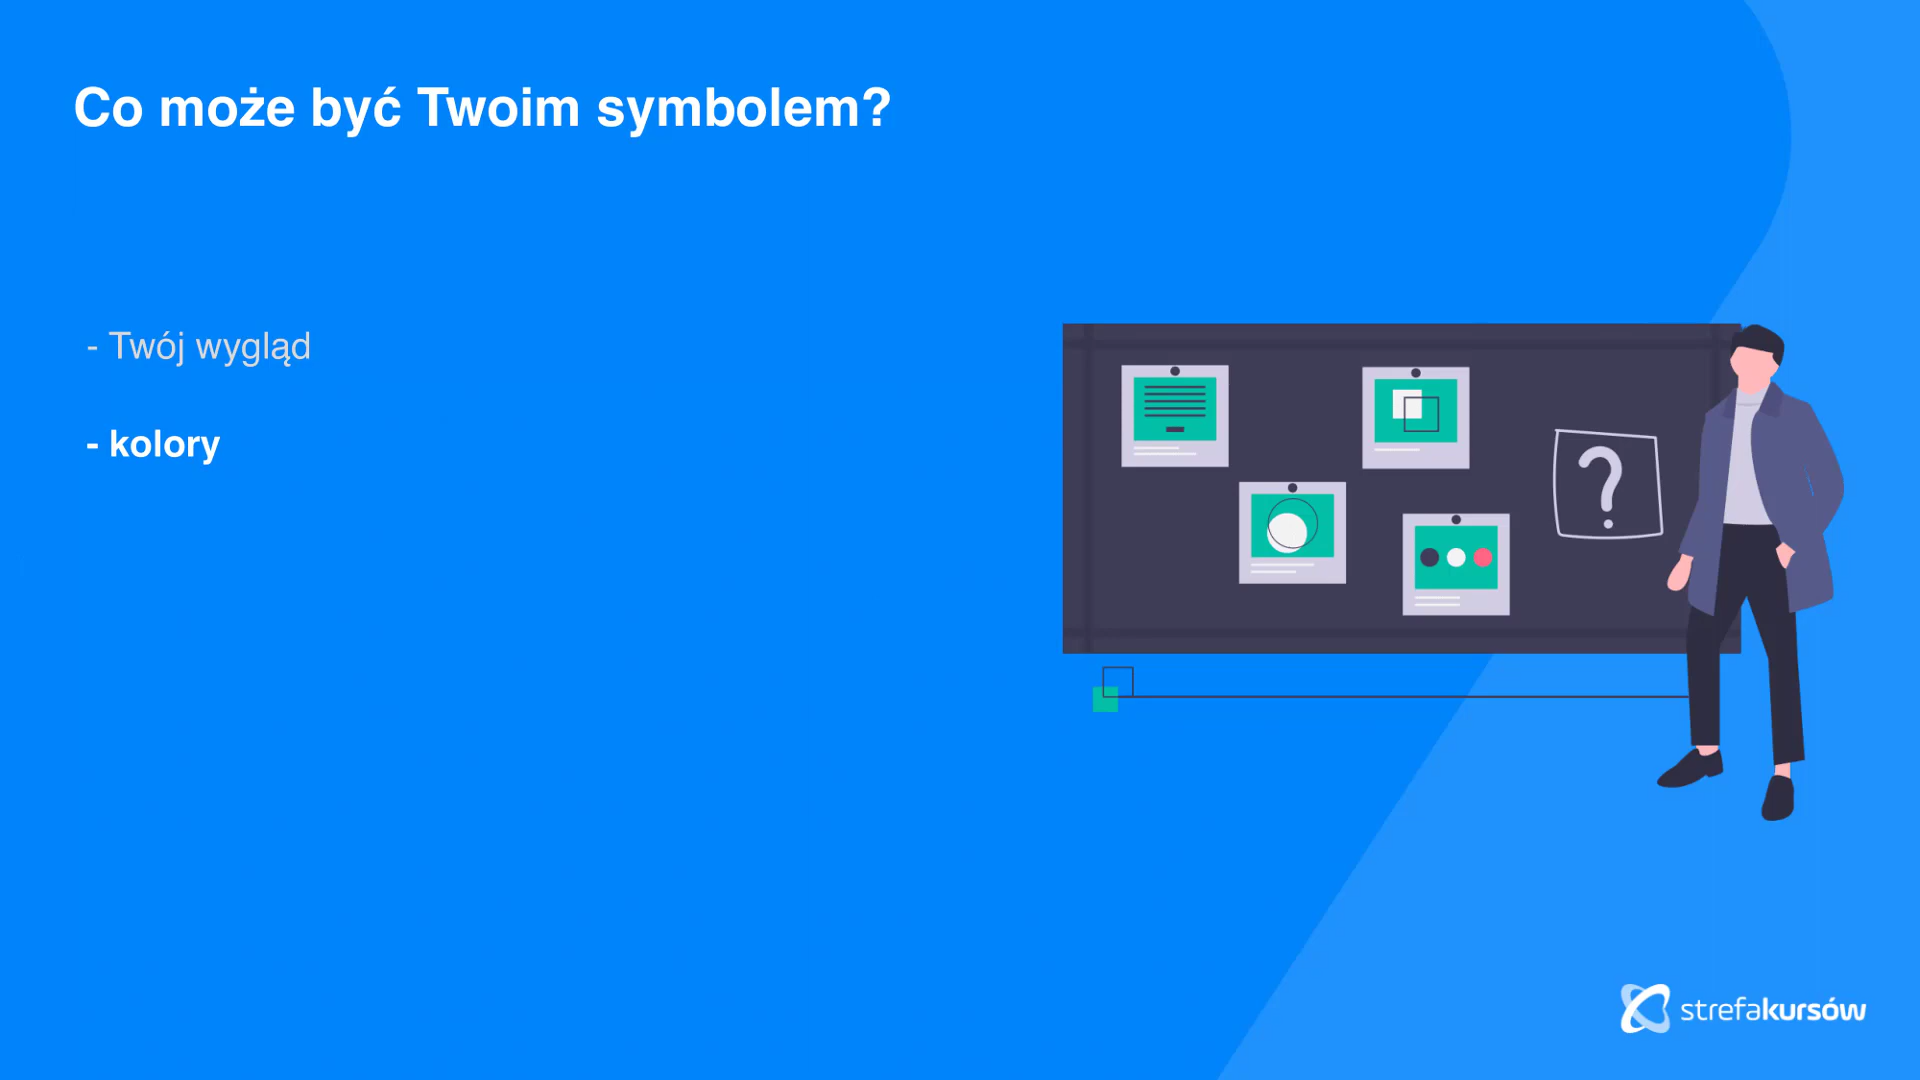 Co może być Twoim symbolem?
- Twój wygląd
- kolory
?
strefakursów